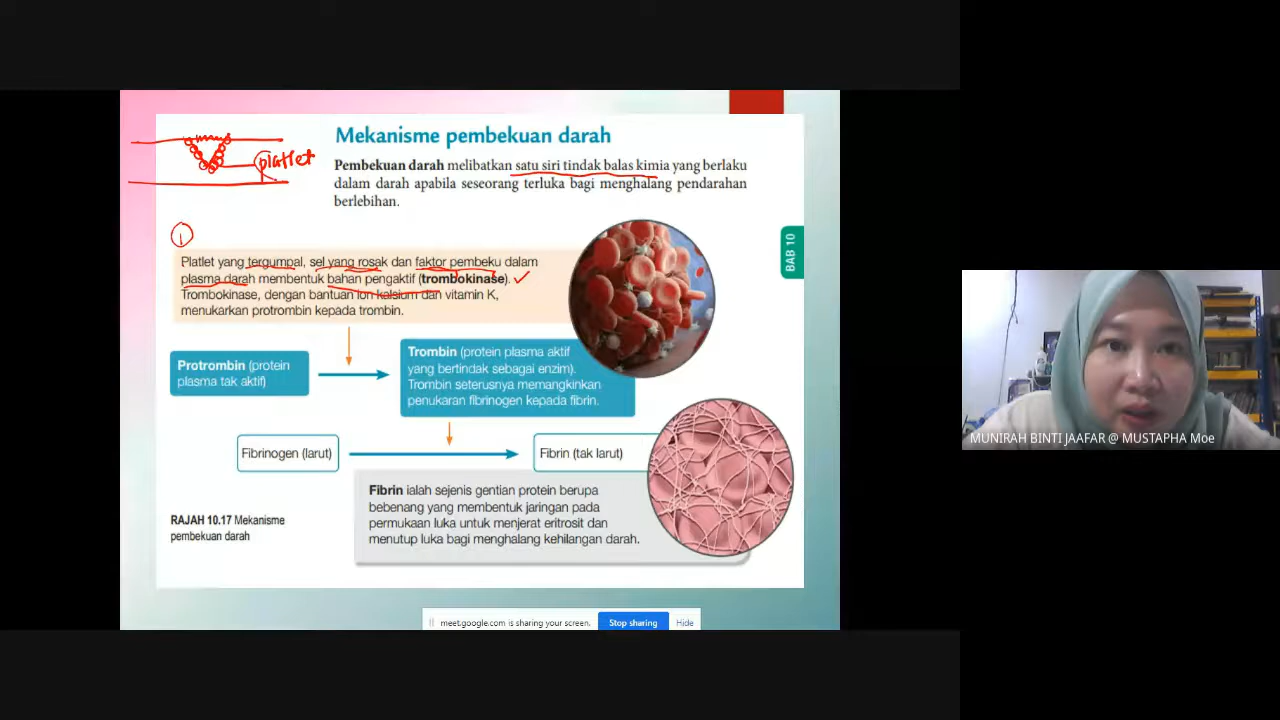 Mekanisme pembekuan darah
Pembekuan darah melibatkan satu siri tindak balas kimia yang berlaku
dalam darah apabila seseorang terluka bagi menghalang pendarahan
berlebihan.
platlet
1
Platlet yang tergumpal, sel yang rosak dan faktor pembeku dalam
plasma darah membentuk bahan pengaktif (trombokinase).
Trombokinase, dengan bantuan ion kalsium dan vitamin K,
menukarkan protrombin kepada trombin.
BAB 10
Protrombin (protein
plasma tak aktif)
Trombin (protein plasma aktif
yang bertindak sebagai enzim).
Trombin seterusnya memangkinkan
penukaran fibrinogen kepada fibrin.
Fibrinogen (larut)
Fibrin (tak larut)
Fibrin ialah sejenis gentian protein berupa
bebenang yang membentuk jaringan pada
permukaan luka untuk menjerat eritrosit dan
menutup luka bagi menghalang kehilangan darah.
RAJAH 10.17 Mekanisme
pembekuan darah
meet.google.com is sharing your screen.
Stop sharing
Hide
MUNIRAH BINTI JAAFAR @ MUSTAPHA Moe